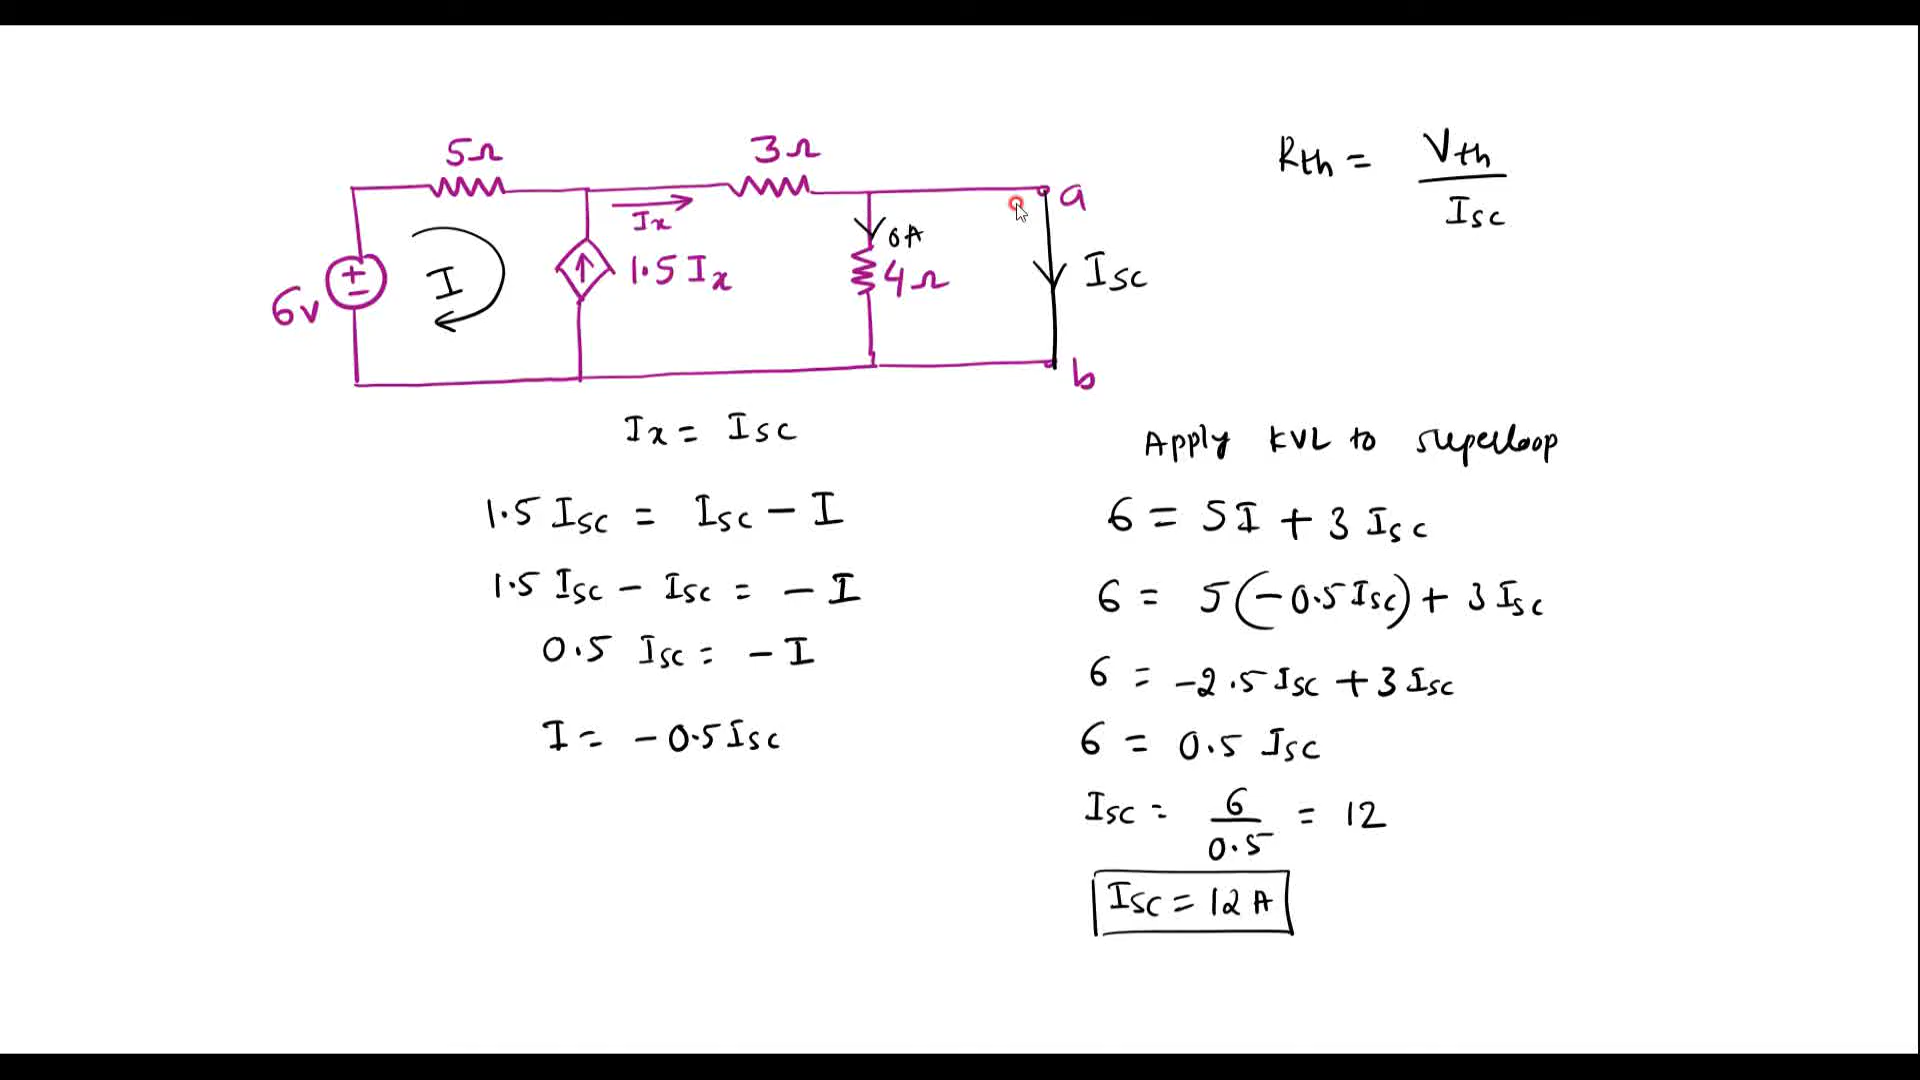 5Ω
3Ω
6v
I
Ix
1.5 Ix
0A
4Ω
a
b
Isc
Rth = Vth / Isc
Ix = Isc
1.5 Isc = Isc - I
1.5 Isc - Isc = - I
0.5 Isc = - I
I = - 0.5 Isc
Apply KVL to superloop
6 = 5I + 3 Isc
6 = 5(-0.5 Isc) + 3 Isc
6 = -2.5 Isc + 3 Isc
6 = 0.5 Isc
Isc = 6 / 0.5 = 12
Isc = 12 A